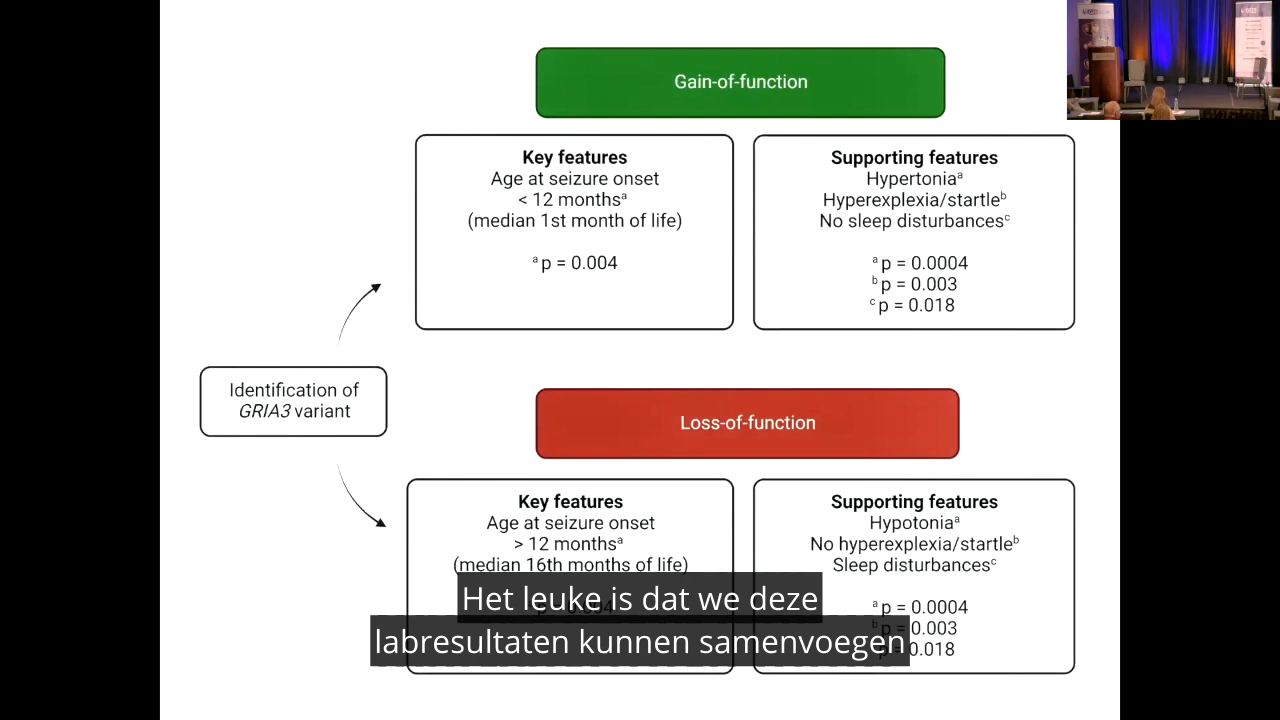 Gain-of-function
Key features
Age at seizure onset
< 12 monthsᵃ
(median 1st month of life)
ᵃ p = 0.004
Supporting features
Hypertoniaᵃ
Hyperexplexia/startleᵇ
No sleep disturbancesᶜ
ᵃ p = 0.0004
ᵇ p = 0.003
ᶜ p = 0.018
Identification of
GRIA3 variant
Loss-of-function
Key features
Age at seizure onset
> 12 monthsᵃ
(median 16th months of life)
Supporting features
Hypotoniaᵃ
No hyperexplexia/startleᵇ
Sleep disturbancesᶜ
ᵃ p = 0.0004
ᵇ p = 0.003
p = 0.018
Het leuke is dat we deze
labresultaten kunnen samenvoegen